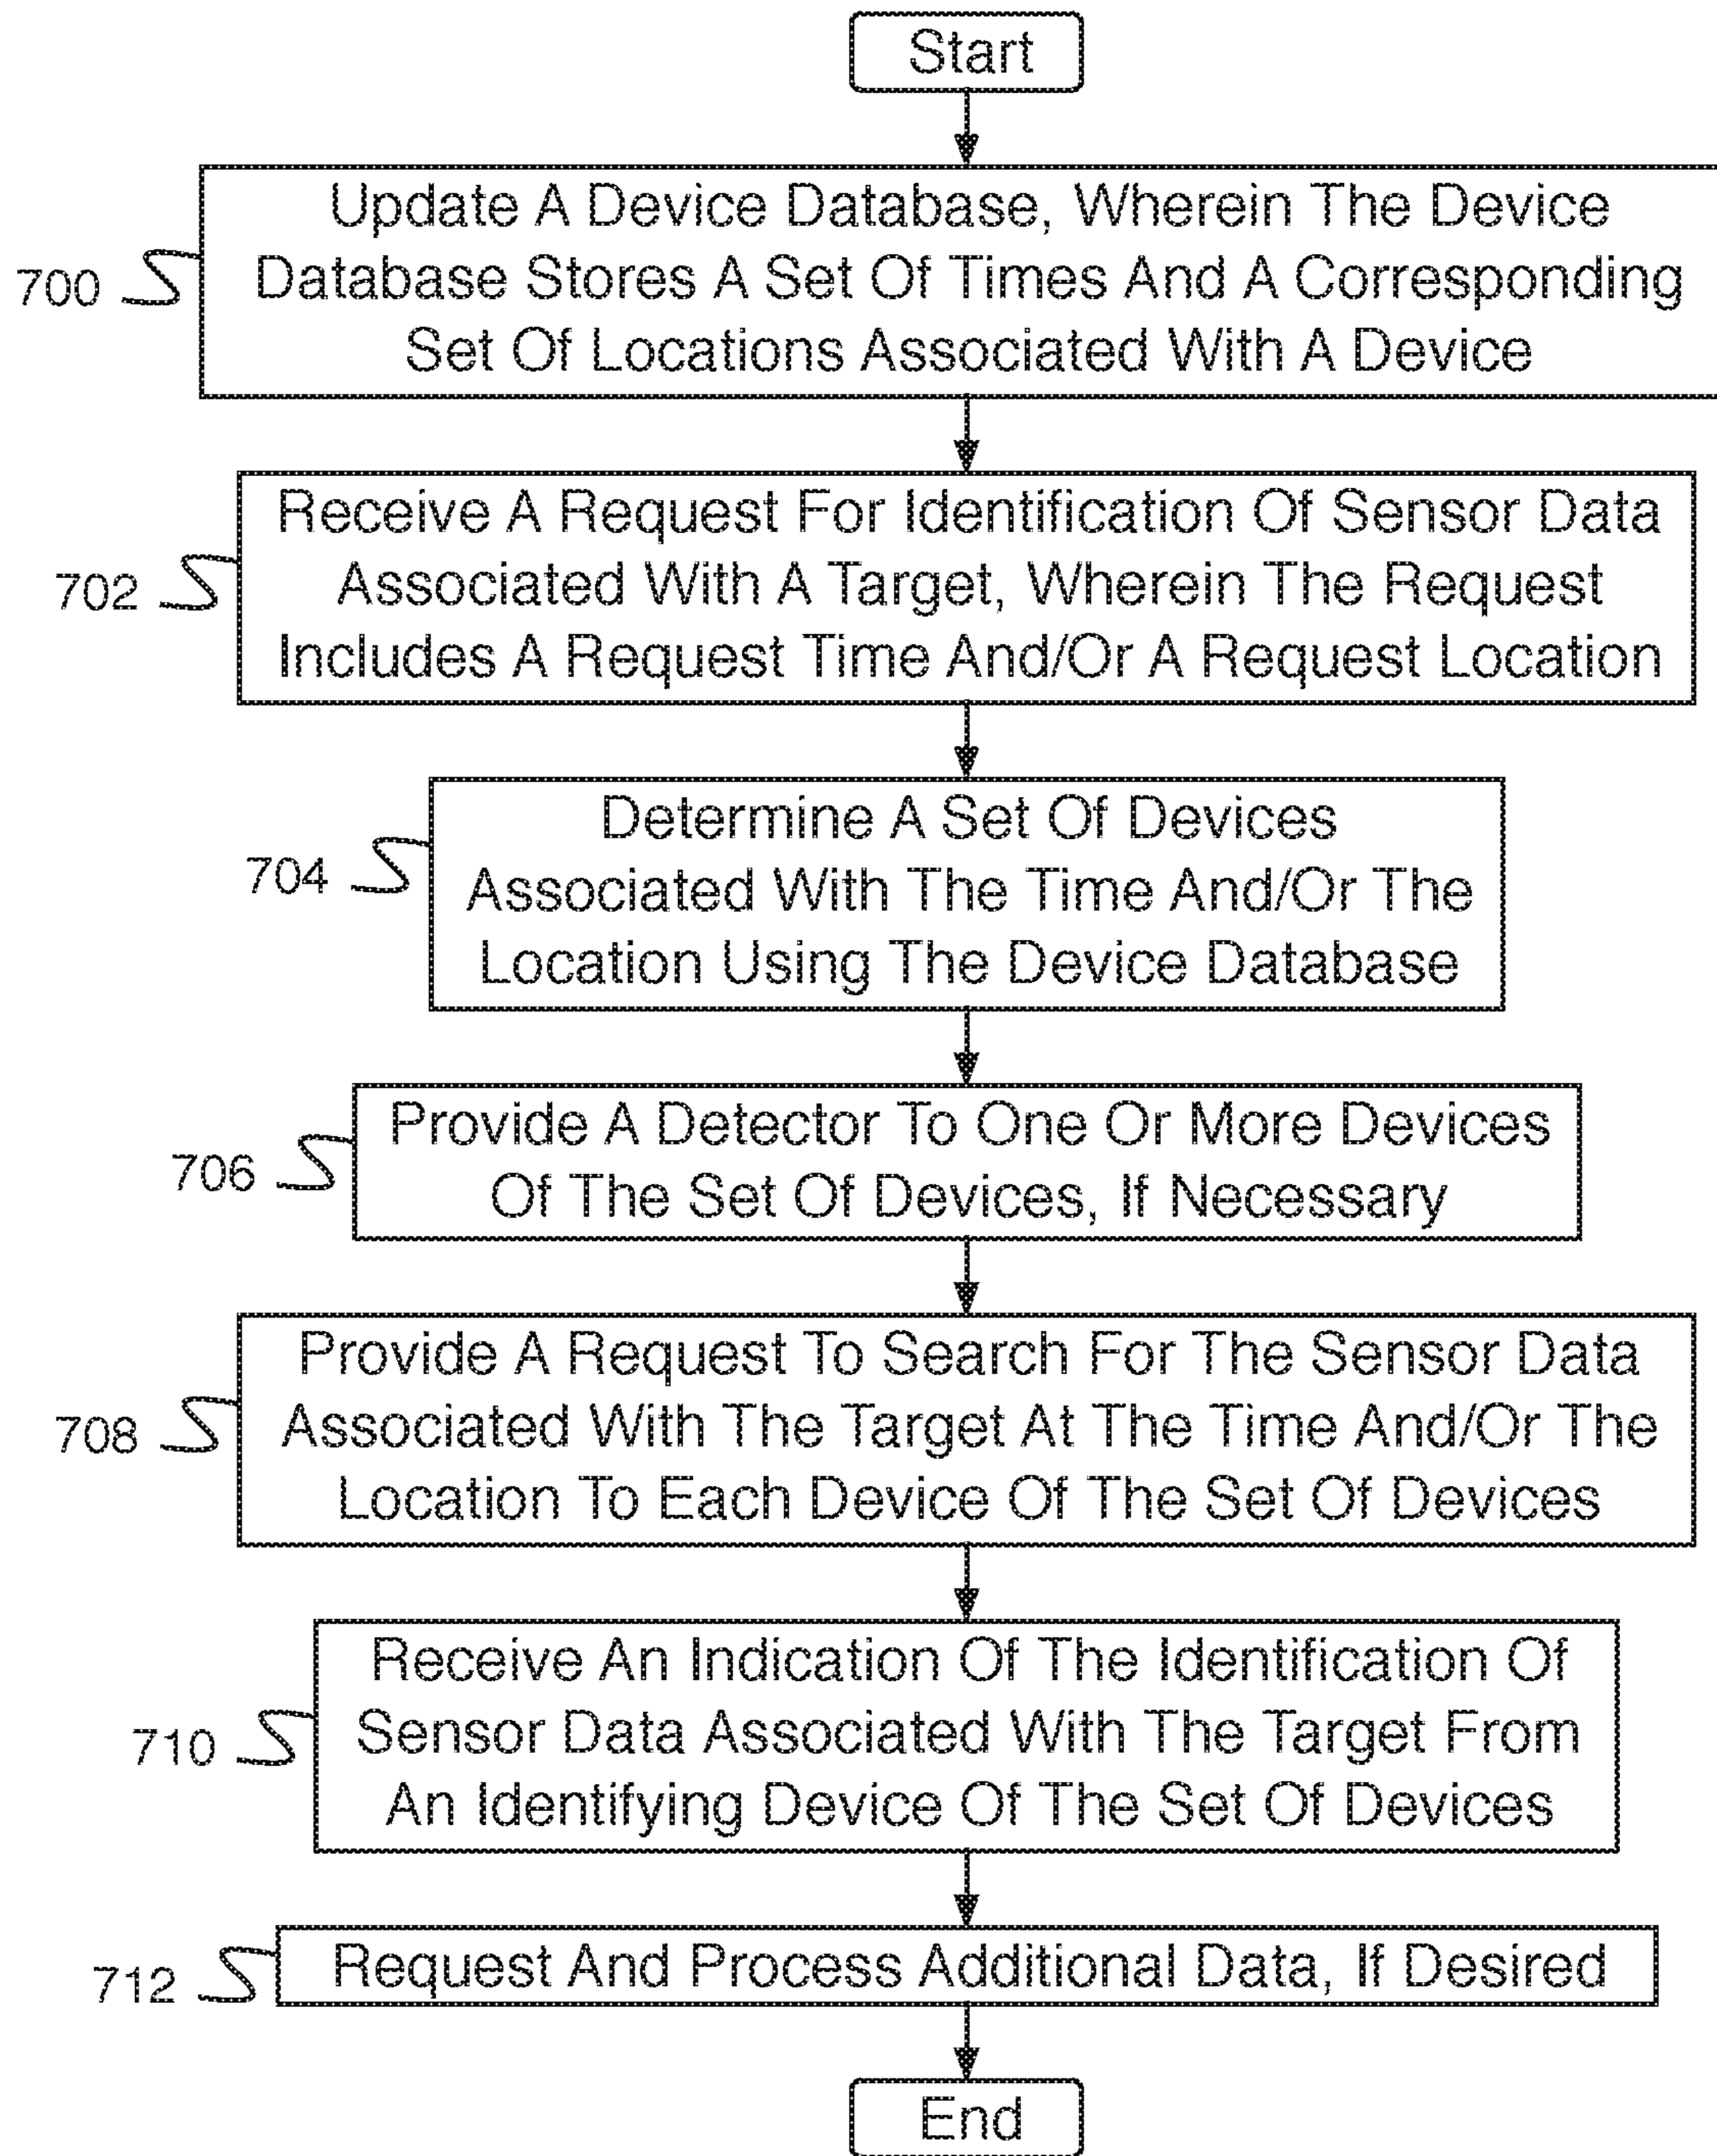 Start
Update A Device Database, Wherein The Device
700
Database Stores A Set Of Times And A Corresponding
Set Of Locations Associated With A Device
Receive A Request For Identification Of Sensor Data
702
Associated With A Target, Wherein The Request
Includes A Request Time And/Or A Request Location
Determine A Set Of Devices
704
Associated With The Time And/Or The
Location Using The Device Database
Provide A Detector To One Or More Devices
706
Of The Set Of Devices, If Necessary
Provide A Request To Search For The Sensor Data
708
Associated With The Target At The Time And/Or The
Location To Each Device Of The Set Of Devices
Receive An Indication Of The Identification Of
710
Sensor Data Associated With The Target From
An Identifying Device Of The Set Of Devices
712
Request And Process Additional Data, If Desired
End